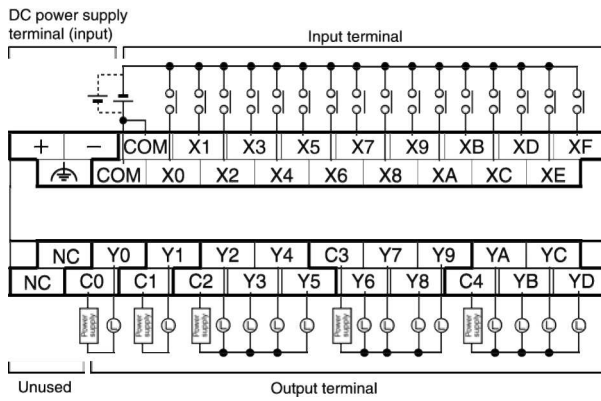 DC power supply
terminal (input)
Input terminal
+ − COM X1 X3 X5 X7 X9 XB XD XF
COM X0 X2 X4 X6 X8 XA XC XE
NC Y0 Y1 Y2 Y4 C3 Y7 Y9 YA YC
NC C0 C1 C2 Y3 Y5 Y6 Y8 C4 YB YD
Power supply L Power supply L Power supply L L L L Power supply L L L L Power supply L L L L
Unused
Output terminal